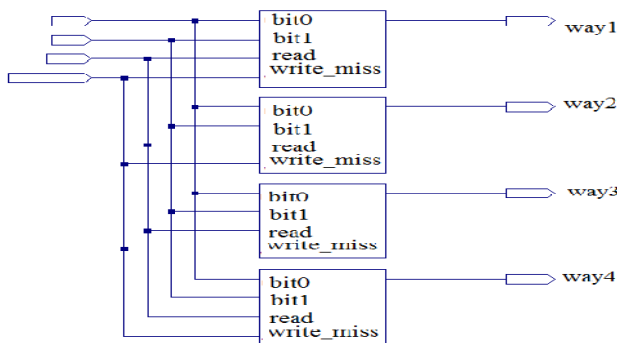 bit0
bit1
read
write_miss
way1
bit0
bit1
read
write_miss
way2
bit0
bit1
read
write_miss
way3
bit0
bit1
read
write_miss
way4